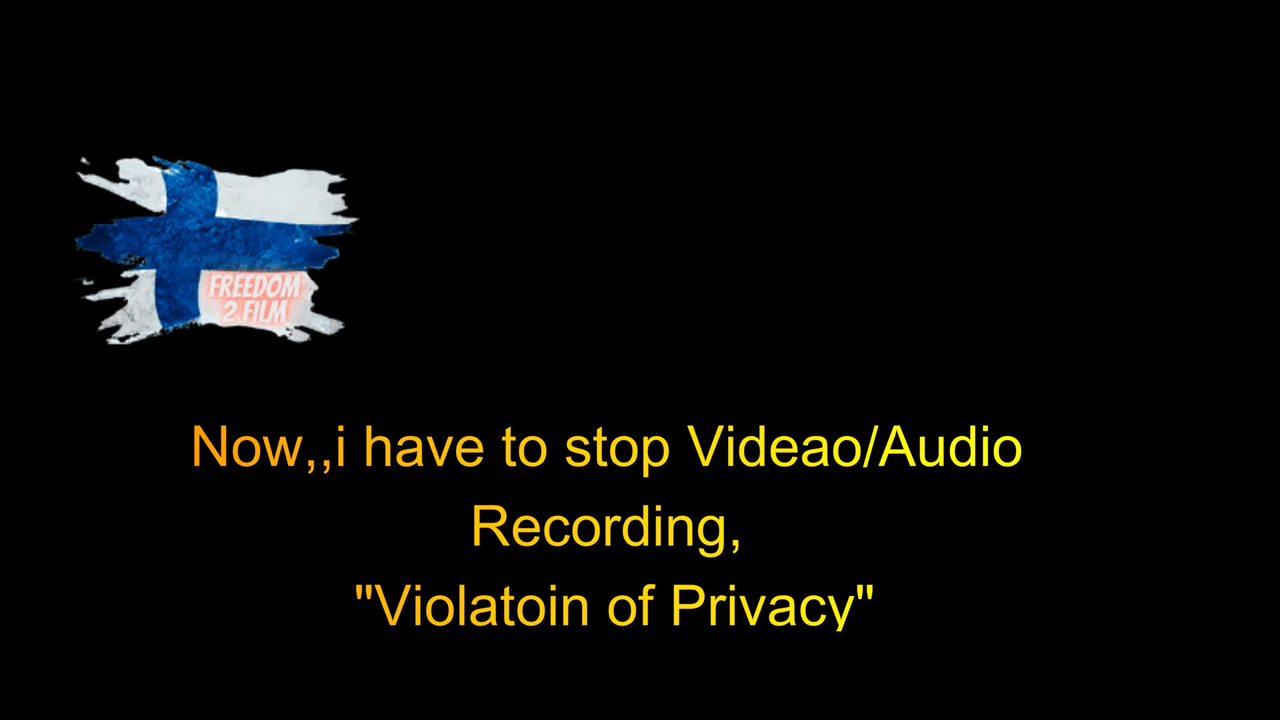 FREEDOM
2 FILM
Now,,i have to stop Videao/Audio
Recording,
"Violatoin of Privacy"